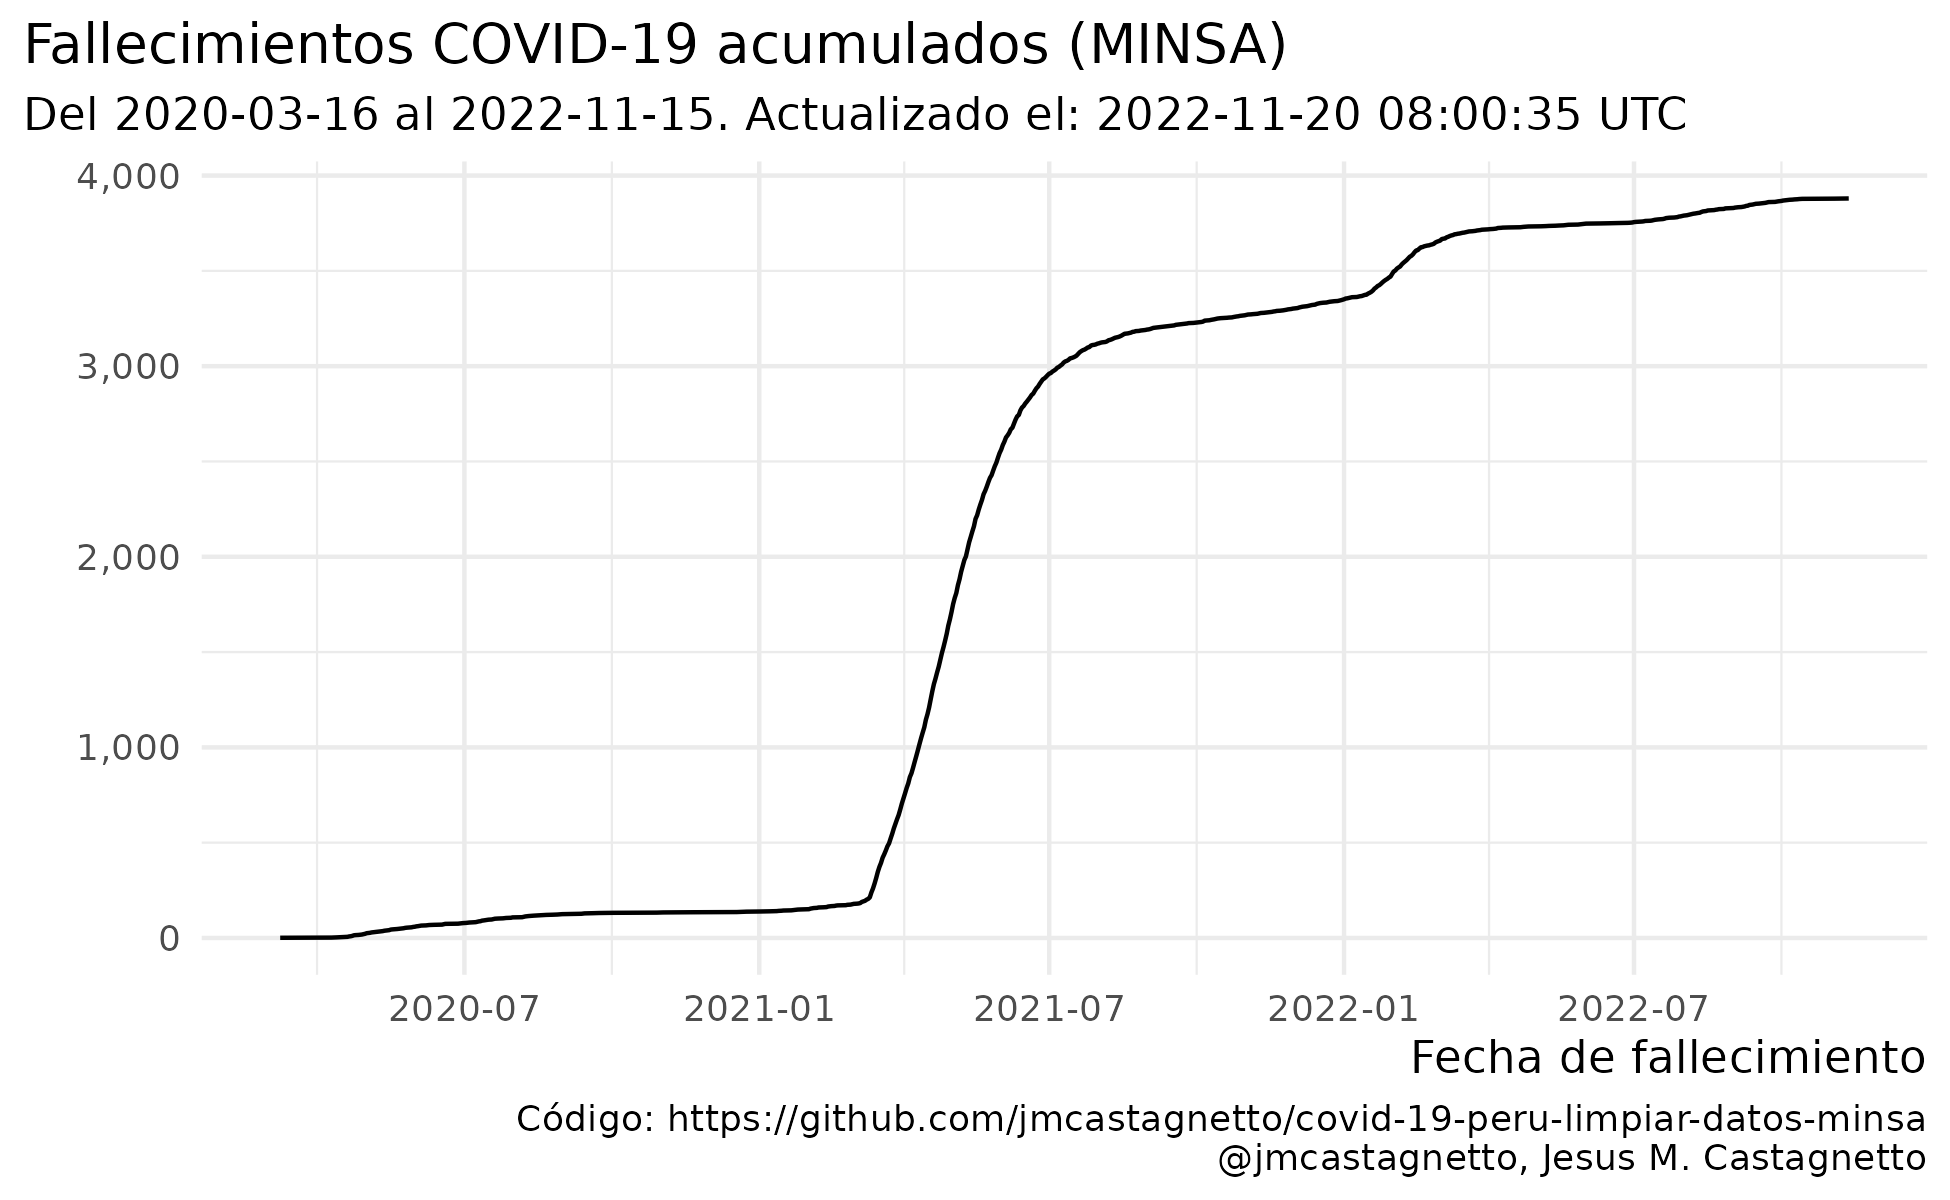 Fallecimientos COVID-19 acumulados (MINSA)
Del 2020-03-16 al 2022-11-15. Actualizado el: 2022-11-20 08:00:35 UTC
4,000
3,000
2,000
1,000
0
2020-07 2021-01 2021-07 2022-01 2022-07
Fecha de fallecimiento
Código: https://github.com/jmcastagnetto/covid-19-peru-limpiar-datos-minsa
@jmcastagnetto, Jesus M. Castagnetto